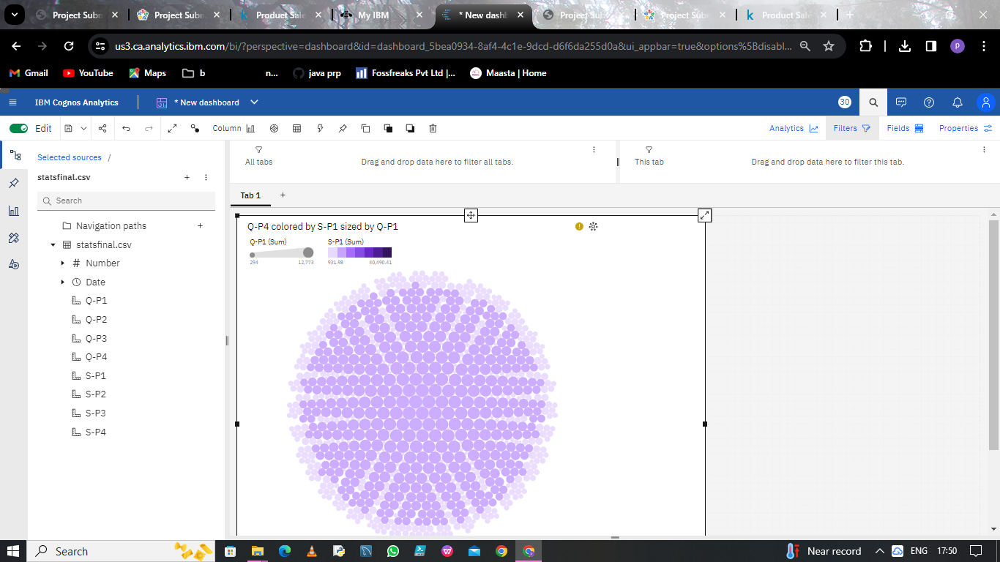 Project Subm
Project Subm
Product Sale
My IBM
* New dashb
Project Subm
Project Subm
Product Sale
us3.ca.analytics.ibm.com/bi/?perspective=dashboard&id=dashboard_5bea0934-8af4-4c1e-9dcd-d6f6da255d0a&ui_appbar=true&options%5Bdisabl...
p
Gmail
YouTube
Maps
b
n...
java prp
Fossfreaks Pvt Ltd |...
Maasta | Home
IBM Cognos Analytics
* New dashboard
30
Edit
Column
Analytics
Filters
Fields
Properties
Selected sources /
statsfinal.csv
Search
Navigation paths
statsfinal.csv
Number
Date
Q-P1
Q-P2
Q-P3
Q-P4
S-P1
S-P2
S-P3
S-P4
All tabs
Drag and drop data here to filter all tabs.
This tab
Drag and drop data here to filter this tab.
Tab 1
Q-P4 colored by S-P1 sized by Q-P1
Q-P1 (Sum)
S-P1 (Sum)
294
12,773
931.98
40,490.41
Search
Near record
ENG
17:50